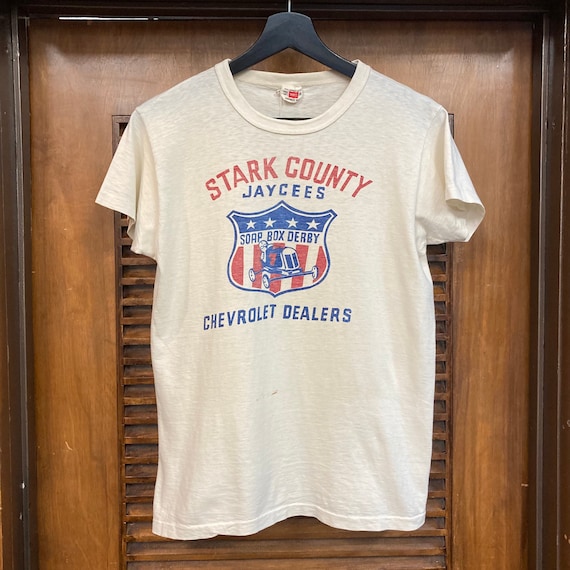 STARK COUNTY
JAYCEES
SOAP BOX DERBY
CHEVROLET DEALERS